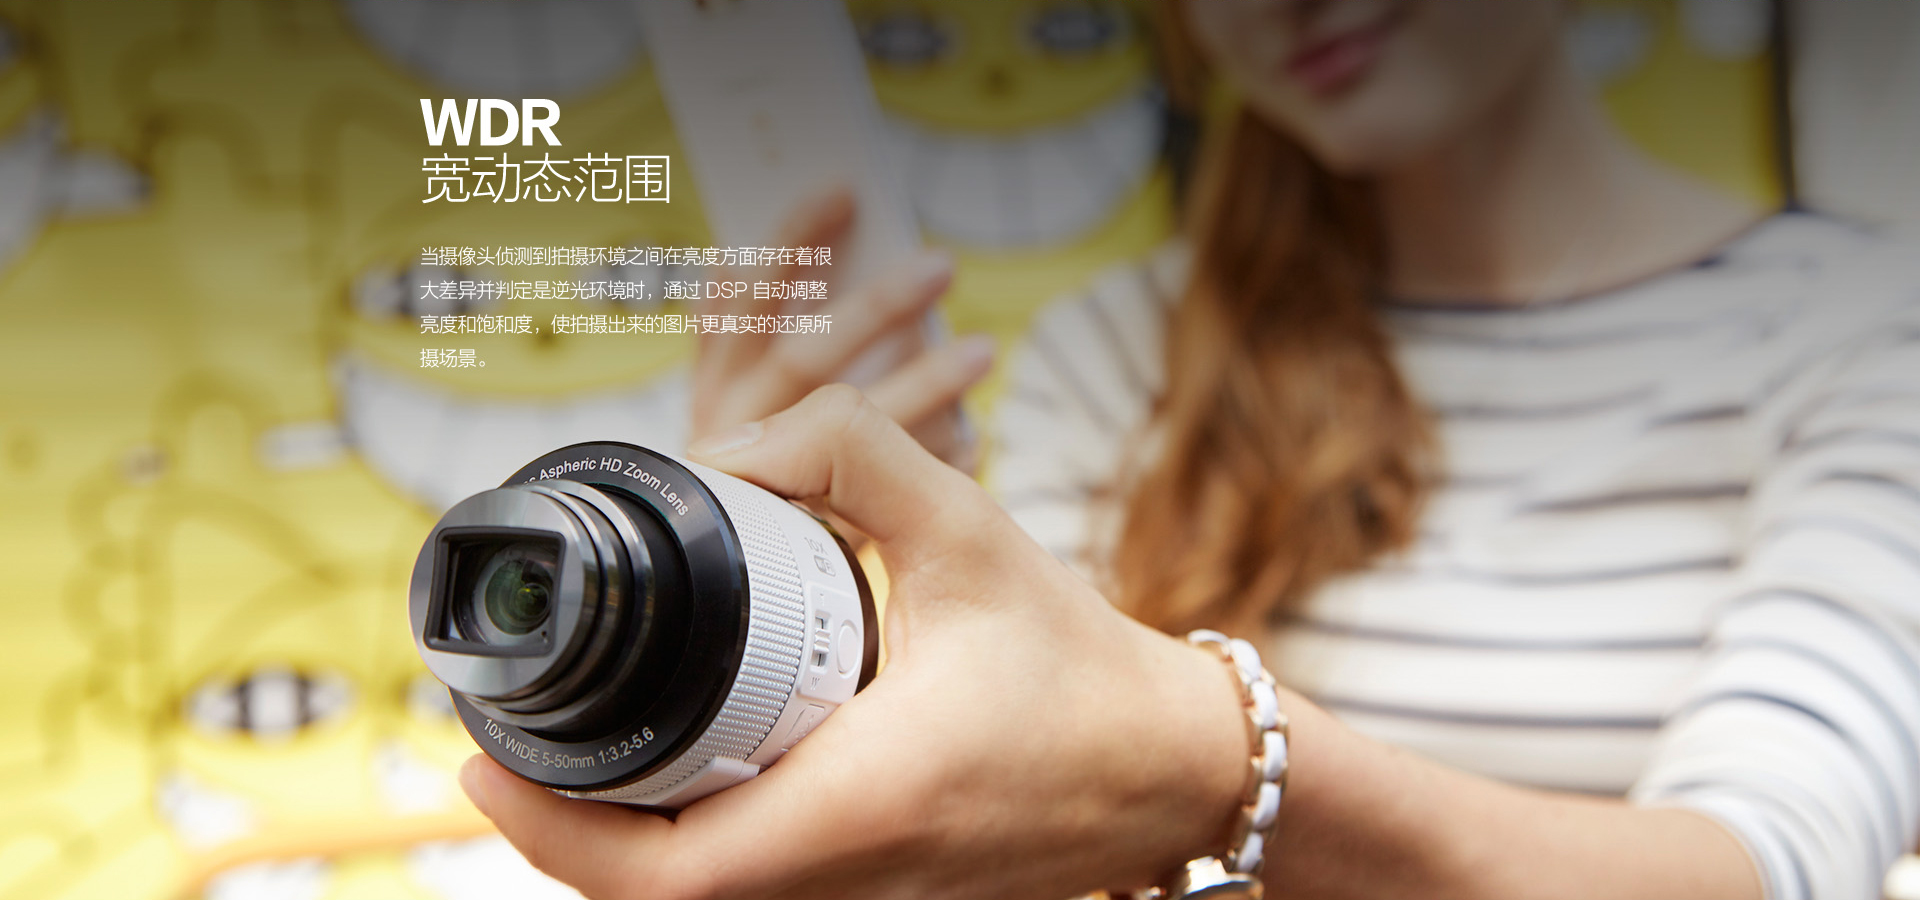 WDR
宽动态范围
当摄像头侦测到拍摄环境之间在亮度方面存在着很
大差异并判定是逆光环境时，通过 DSP 自动调整
亮度和饱和度，使拍摄出来的图片更真实的还原所
摄场景。
Aspheric HD Zoom Lens
10X
WiFi
W
10X WIDE 5-50mm 1:3.2-5.6